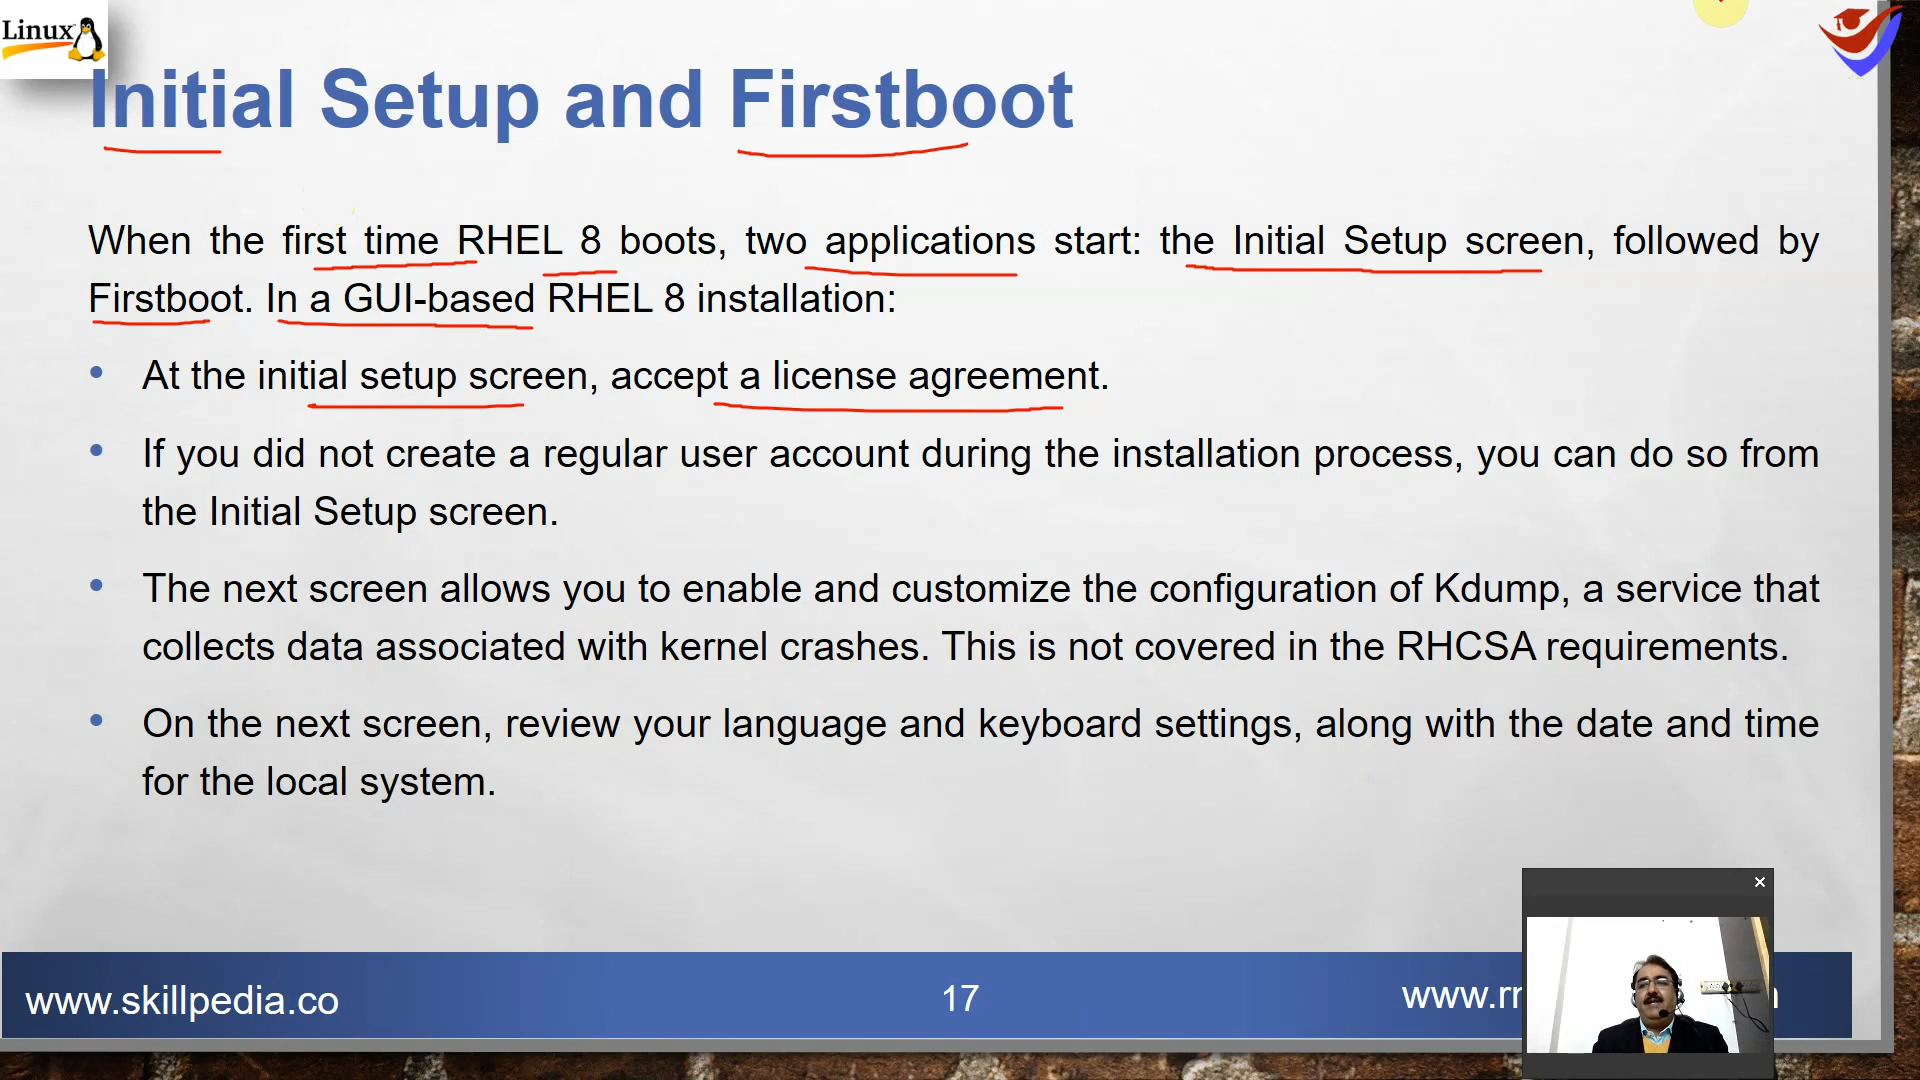 Linux
Initial Setup and Firstboot
When the first time RHEL 8 boots, two applications start: the Initial Setup screen, followed by
Firstboot. In a GUI-based RHEL 8 installation:
• At the initial setup screen, accept a license agreement.
• If you did not create a regular user account during the installation process, you can do so from
the Initial Setup screen.
• The next screen allows you to enable and customize the configuration of Kdump, a service that
collects data associated with kernel crashes. This is not covered in the RHCSA requirements.
• On the next screen, review your language and keyboard settings, along with the date and time
for the local system.
www.skillpedia.co
17